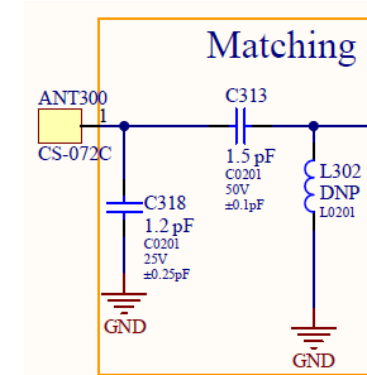 Matching
ANT300
1
CS-072C
C313
1.5 pF
C0201
50V
±0.1pF
L302
DNP
L0201
C318
1.2 pF
C0201
25V
±0.25pF
GND
GND